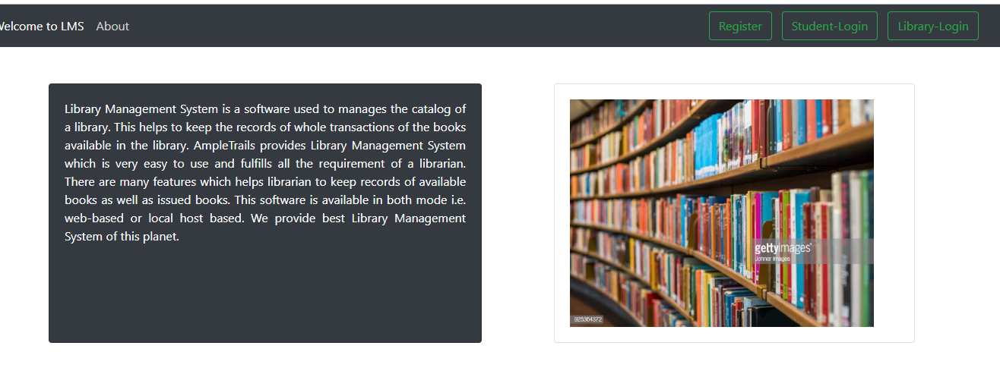 Welcome to LMS About Register Student-Login Library-Login
Library Management System is a software used to manages the catalog of
a library. This helps to keep the records of whole transactions of the books
available in the library. AmpleTrails provides Library Management System
which is very easy to use and fulfills all the requirement of a librarian.
There are many features which helps librarian to keep records of available
books as well as issued books. This software is available in both mode i.e.
web-based or local host based. We provide best Library Management
System of this planet.
gettyimages®
Johner Images
925364372